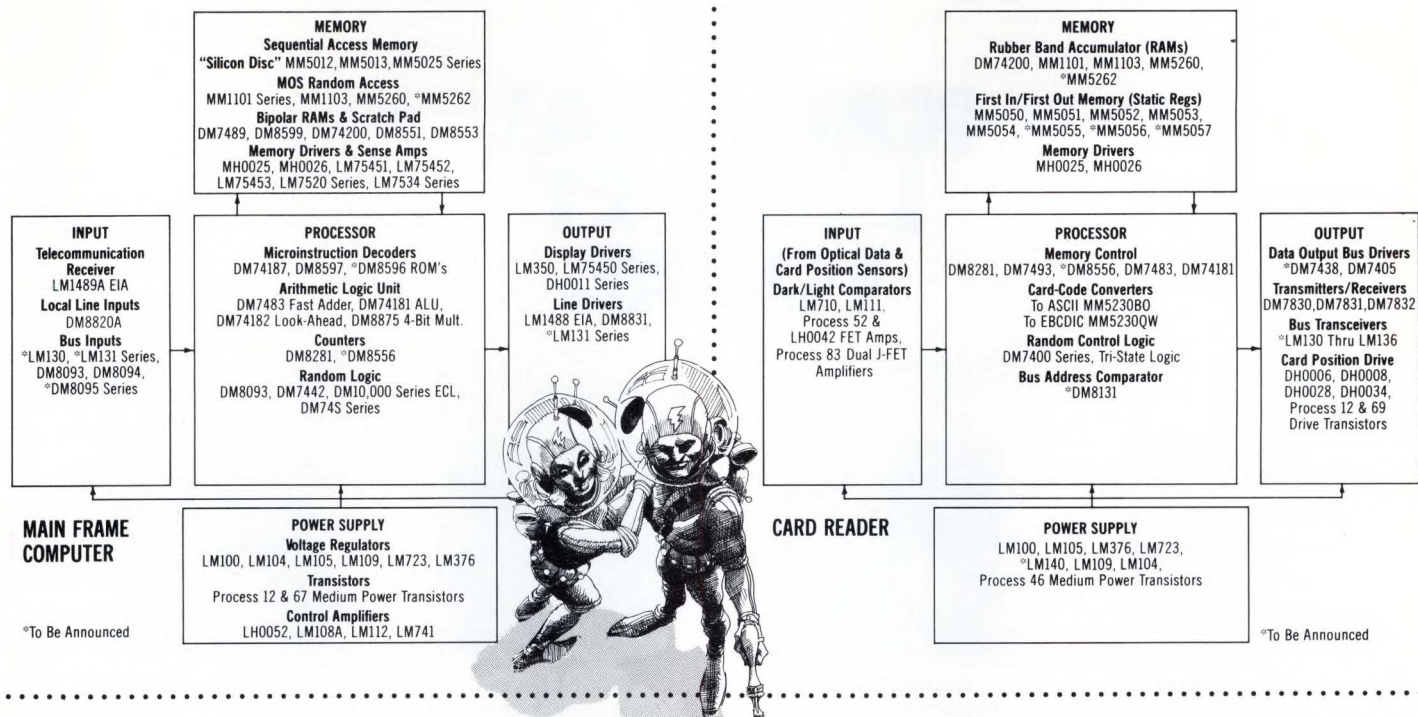 MEMORY
Sequential Access Memory
“Silicon Disc” MM5012, MM5013, MM5025 Series
MOS Random Access
MM1101 Series, MM1103, MM5260, *MM5262
Bipolar RAMs & Scratch Pad
DM7489, DM8599, DM74200, DM8551, DM8553
Memory Drivers & Sense Amps
MH0025, MH0026, LM75451, LM75452,
LM75453, LM7520 Series, LM7534 Series
INPUT
Telecommunication
Receiver
LM1489A EIA
Local Line Inputs
DM8820A
Bus Inputs
*LM130, *LM131 Series,
DM8093, DM8094,
*DM8095 Series
PROCESSOR
Microinstruction Decoders
DM74187, DM8597, *DM8596 ROM's
Arithmetic Logic Unit
DM7483 Fast Adder, DM74181 ALU,
DM74182 Look-Ahead, DM8875 4-Bit Mult.
Counters
DM8281, *DM8556
Random Logic
DM8093, DM7442, DM10,000 Series ECL,
DM74S Series
OUTPUT
Display Drivers
LM350, LM75450 Series,
DH0011 Series
Line Drivers
LM1488 EIA, DM8831,
*LM131 Series
MAIN FRAME
COMPUTER
POWER SUPPLY
Voltage Regulators
LM100, LM104, LM105, LM109, LM723, LM376
Transistors
Process 12 & 67 Medium Power Transistors
Control Amplifiers
LH0052, LM108A, LM112, LM741
*To Be Announced
MEMORY
Rubber Band Accumulator (RAMs)
DM74200, MM1101, MM1103, MM5260,
*MM5262
First In/First Out Memory (Static Regs)
MM5050, MM5051, MM5052, MM5053,
MM5054, *MM5055, *MM5056, *MM5057
Memory Drivers
MH0025, MH0026
INPUT
(From Optical Data &
Card Position Sensors)
Dark/Light Comparators
LM710, LM111,
Process 52 &
LH0042 FET Amps,
Process 83 Dual J-FET
Amplifiers
PROCESSOR
Memory Control
DM8281, DM7493, *DM8556, DM7483, DM74181
Card-Code Converters
To ASCII MM5230BO
To EBCDIC MM5230QW
Random Control Logic
DM7400 Series, Tri-State Logic
Bus Address Comparator
*DM8131
OUTPUT
Data Output Bus Drivers
*DM7438, DM7405
Transmitters/Receivers
DM7830,DM7831,DM7832
Bus Transceivers
*LM130 Thru LM136
Card Position Drive
DH0006, DH0008,
DH0028, DH0034,
Process 12 & 69
Drive Transistors
CARD READER
POWER SUPPLY
LM100, LM105, LM376, LM723,
*LM140, LM109, LM104,
Process 46 Medium Power Transistors
*To Be Announced